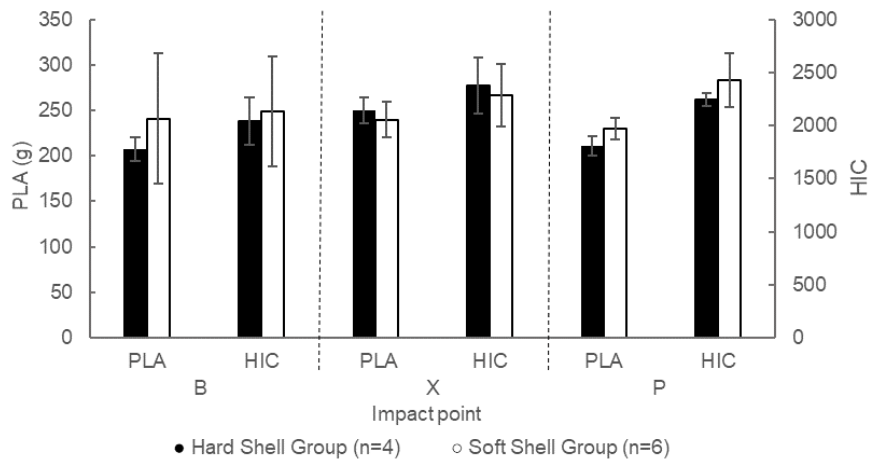 350
300
250
200
150
100
50
0
PLA (g)
3000
2500
2000
1500
1000
500
0
HIC
PLA HIC PLA HIC PLA HIC
B X P
Impact point
Hard Shell Group (n=4) Soft Shell Group (n=6)